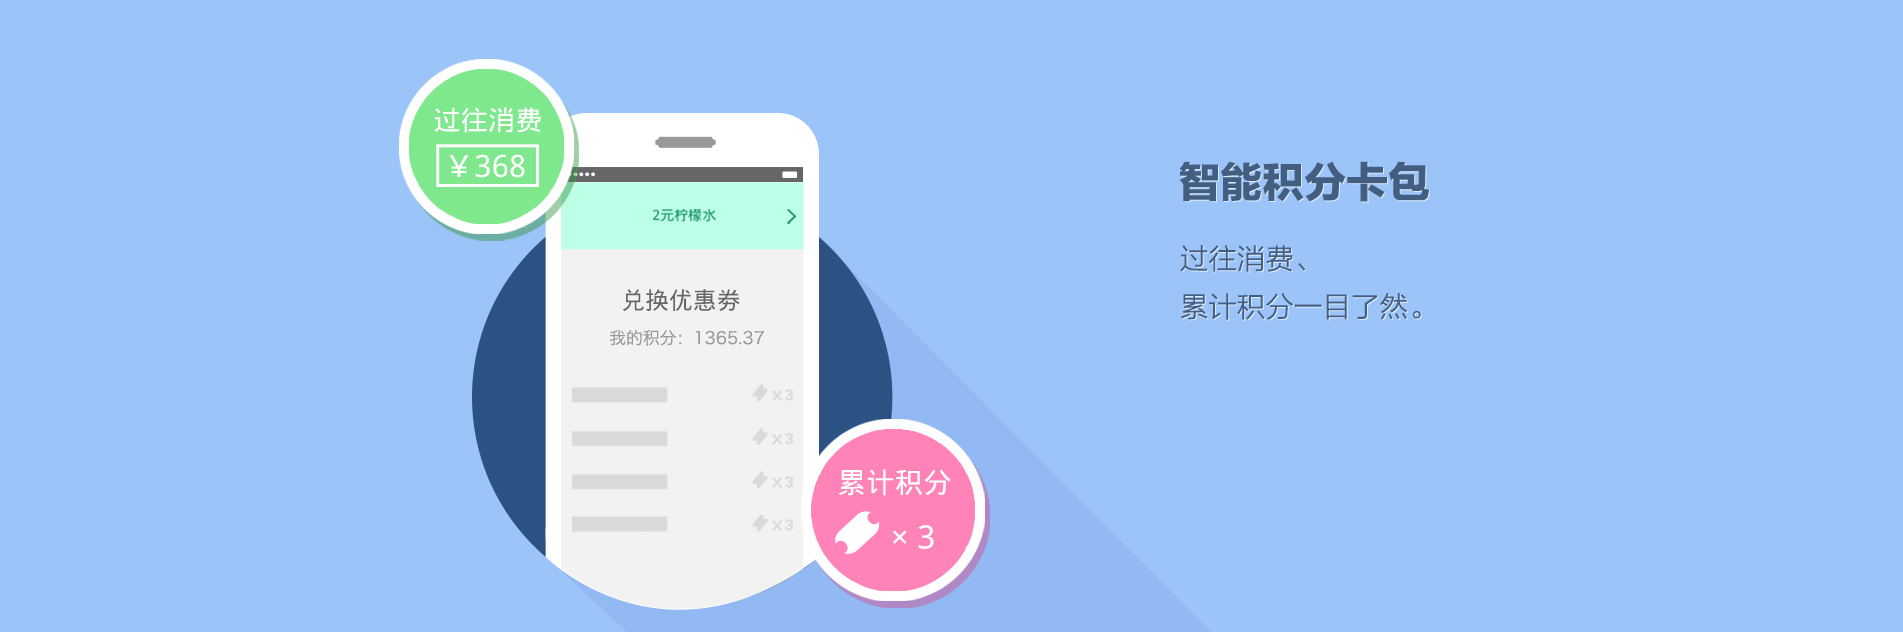 过往消费
￥368
2元柠檬水
兑换优惠劵
我的积分：1365.37
x3
x3
x3
x3
累计积分
× 3
智能积分卡包
过往消费、
累计积分一目了然。